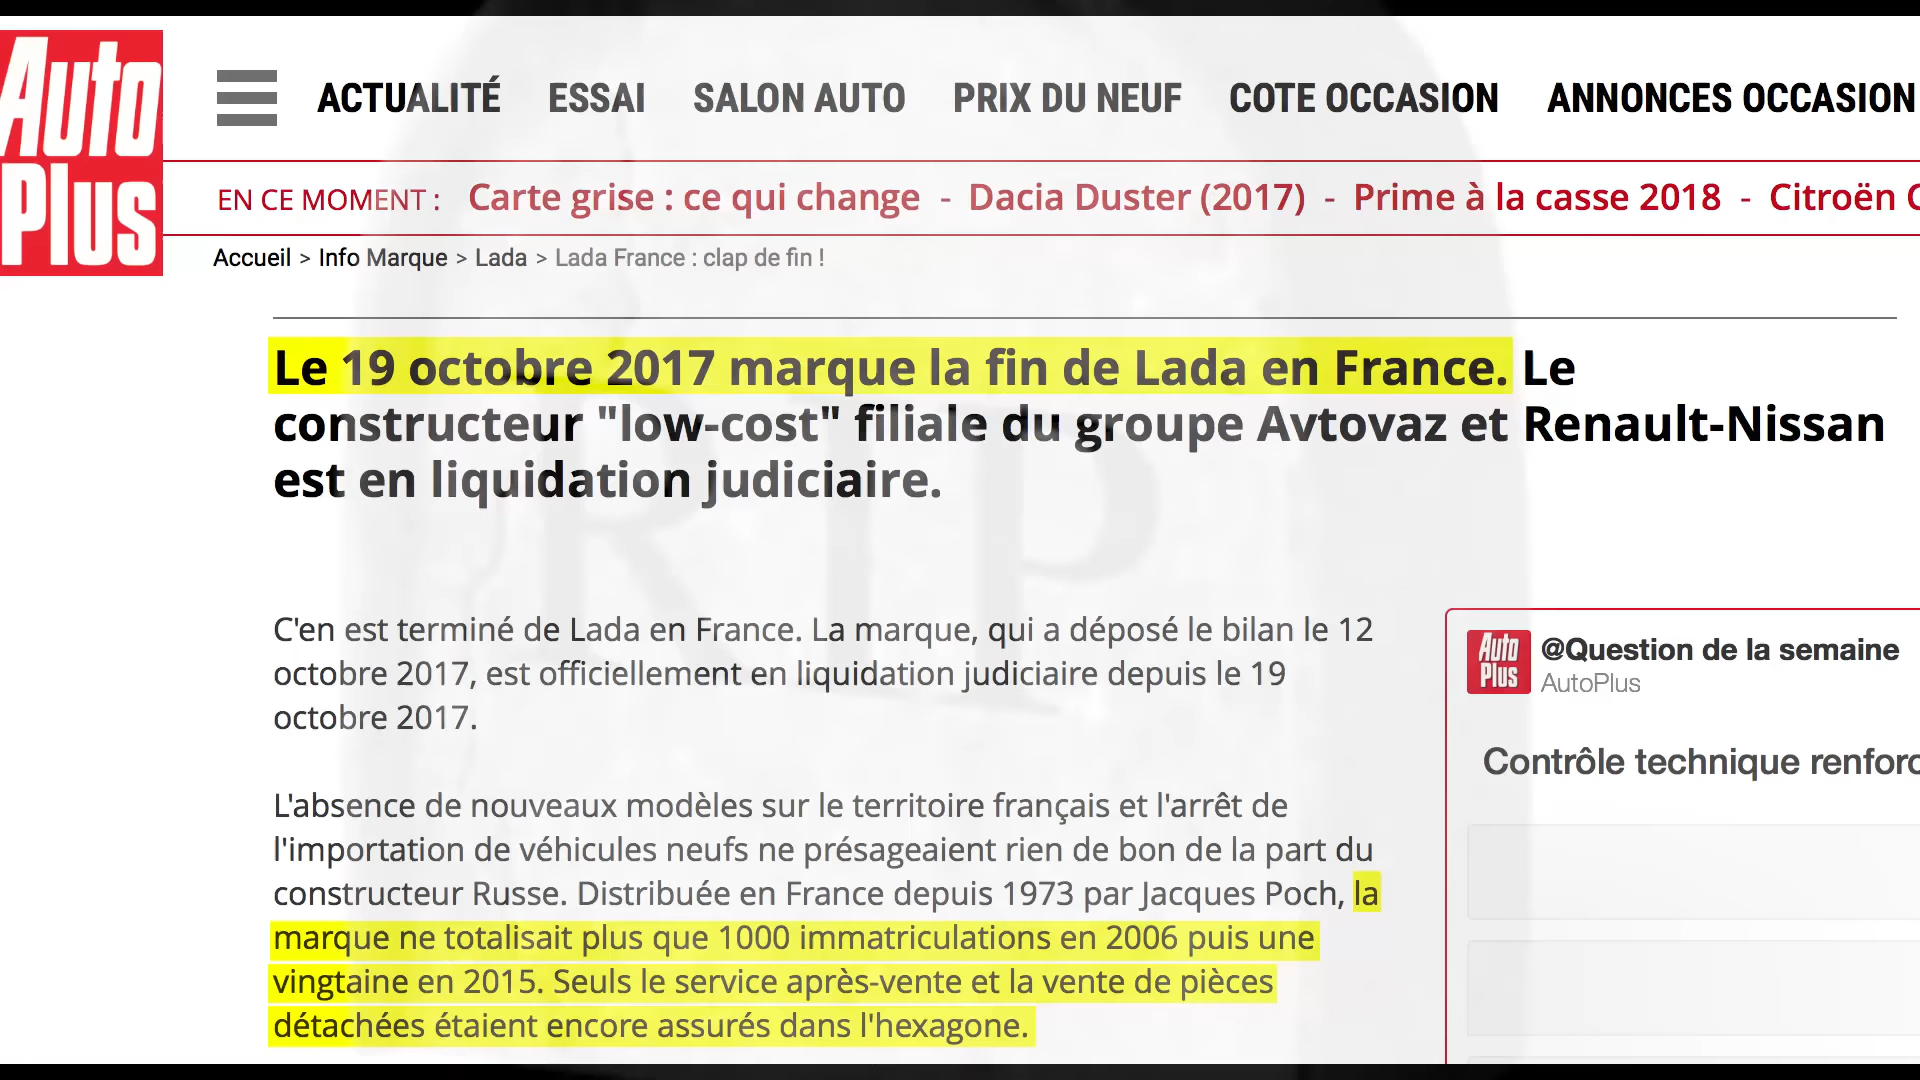 Auto
Plus
ACTUALITÉ ESSAI SALON AUTO PRIX DU NEUF COTE OCCASION ANNONCES OCCASION
EN CE MOMENT : Carte grise : ce qui change - Dacia Duster (2017) - Prime à la casse 2018 - Citroën C
Accueil > Info Marque > Lada > Lada France : clap de fin !
Le 19 octobre 2017 marque la fin de Lada en France. Le
constructeur "low-cost" filiale du groupe Avtovaz et Renault-Nissan
est en liquidation judiciaire.
RIP
C'en est terminé de Lada en France. La marque, qui a déposé le bilan le 12
octobre 2017, est officiellement en liquidation judiciaire depuis le 19
octobre 2017.
L'absence de nouveaux modèles sur le territoire français et l'arrêt de
l'importation de véhicules neufs ne présageaient rien de bon de la part du
constructeur Russe. Distribuée en France depuis 1973 par Jacques Poch, la
marque ne totalisait plus que 1000 immatriculations en 2006 puis une
vingtaine en 2015. Seuls le service après-vente et la vente de pièces
détachées étaient encore assurés dans l'hexagone.
Auto
Plus
@Question de la semaine
AutoPlus
Contrôle technique renforc